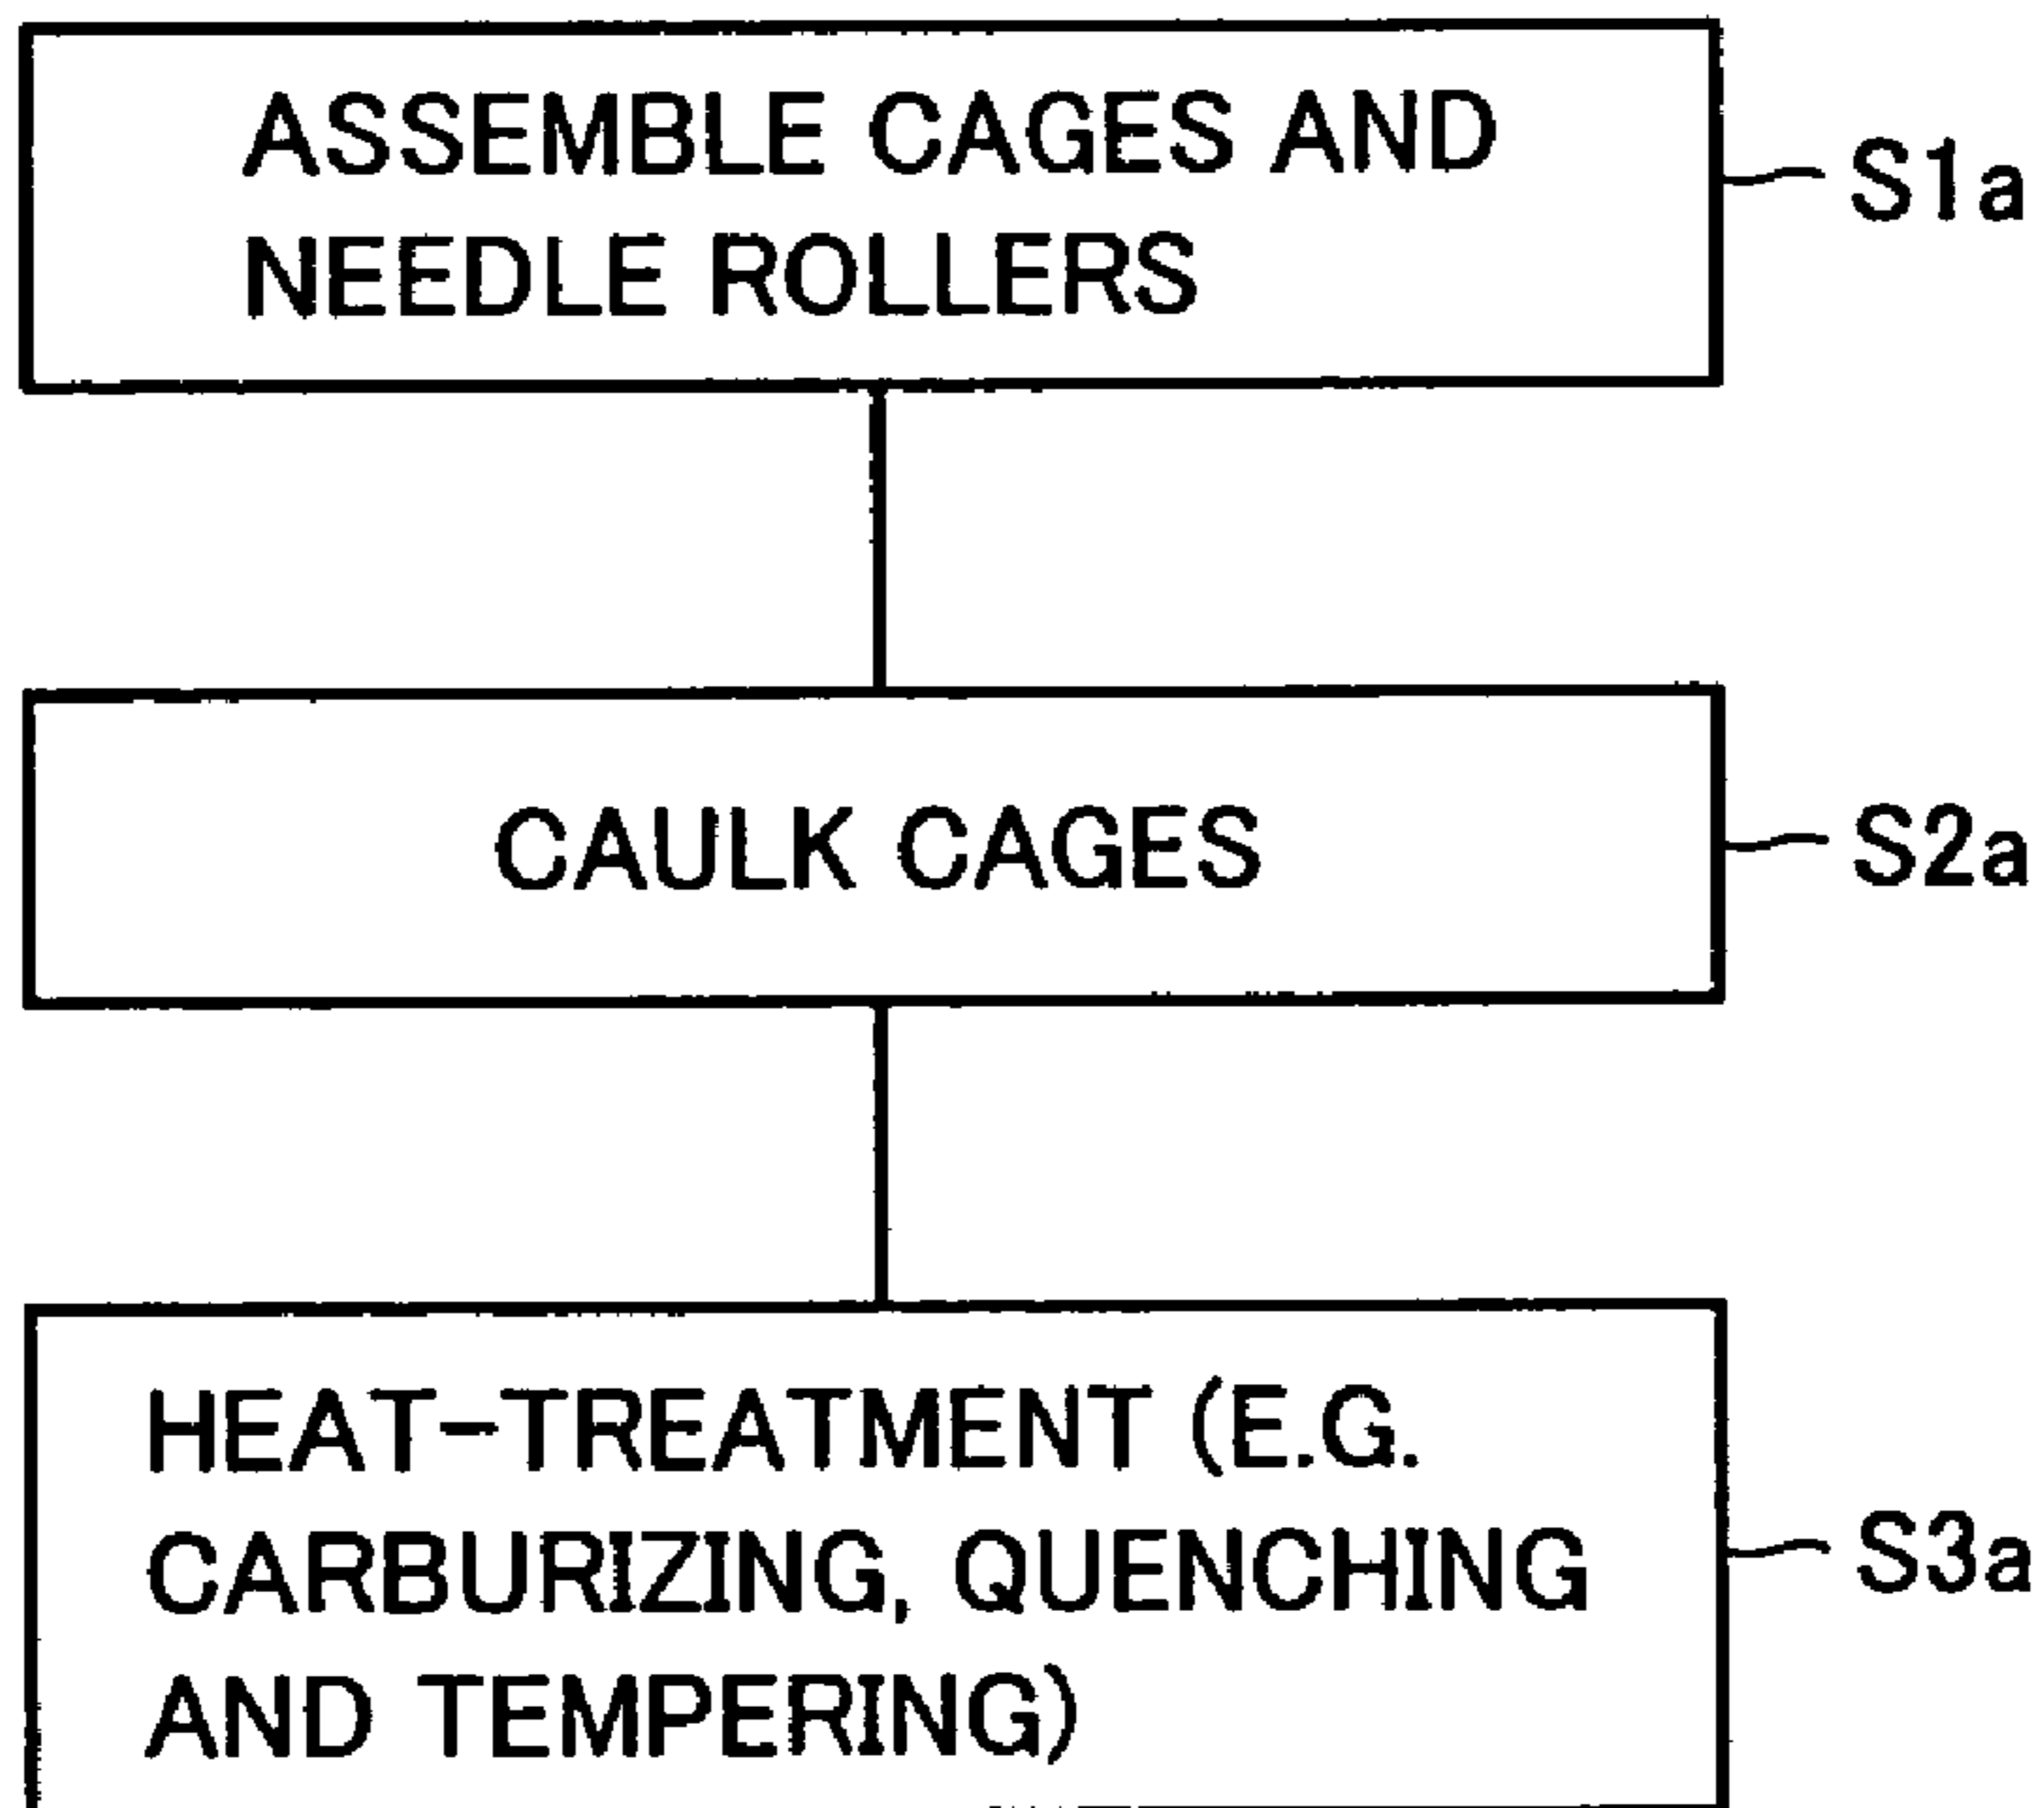 ASSEMBLE CAGES AND
NEEDLE ROLLERS
S1a
CAULK CAGES
S2a
HEAT-TREATMENT (E.G.
CARBURIZING, QUENCHING
AND TEMPERING)
S3a